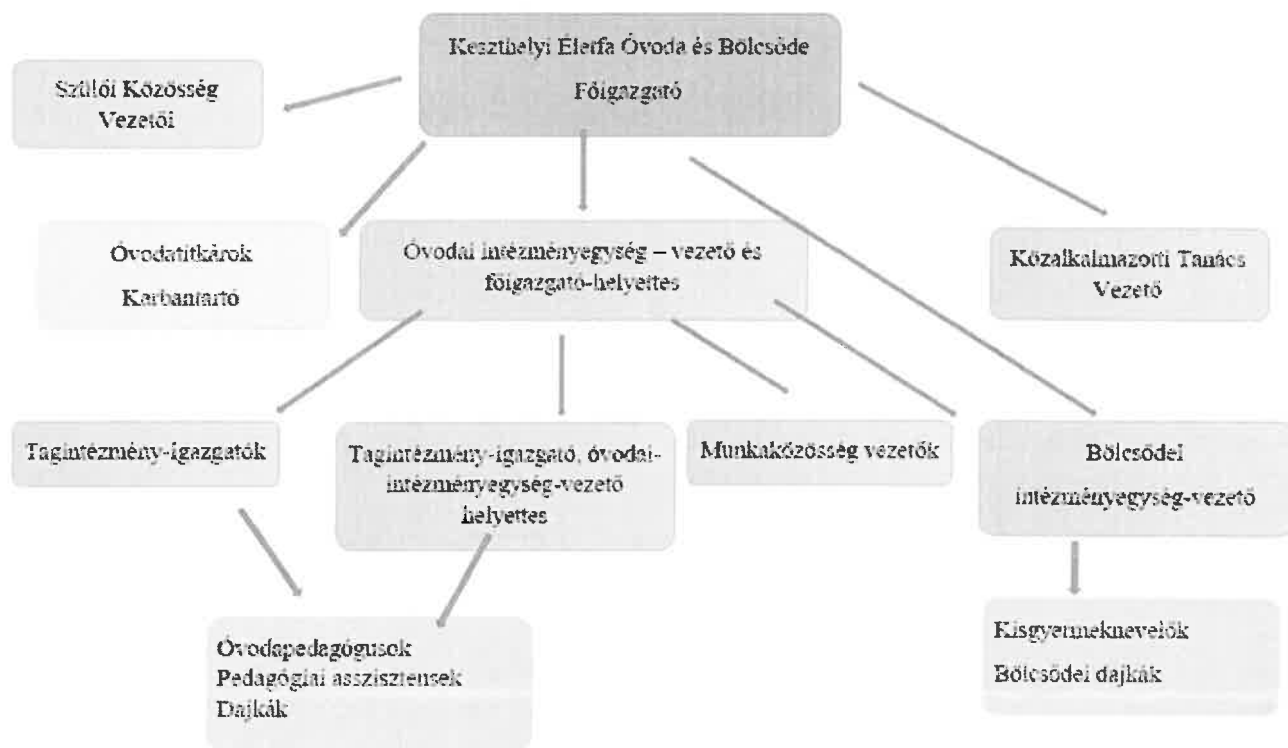 Keszthelyi Életfa Óvoda és Bölcsőde
Főigazgató
Szülői Közösség
Vezetői
Óvodatitkárok
Karbantartó
Óvodai intézményegység – vezető és
főigazgató-helyettes
Közalkalmazotti Tanács
Vezető
Tagintézmény-igazgatók
Tagintézmény-igazgató, óvodai-
intézményegység-vezető
helyettes
Munkaközösség vezetők
Bölcsődei
intézményegység-vezető
Óvodapedagógusok
Pedagógiai asszisztensek
Dajkák
Kisgyermeknevelők
Bölcsődei dajkák